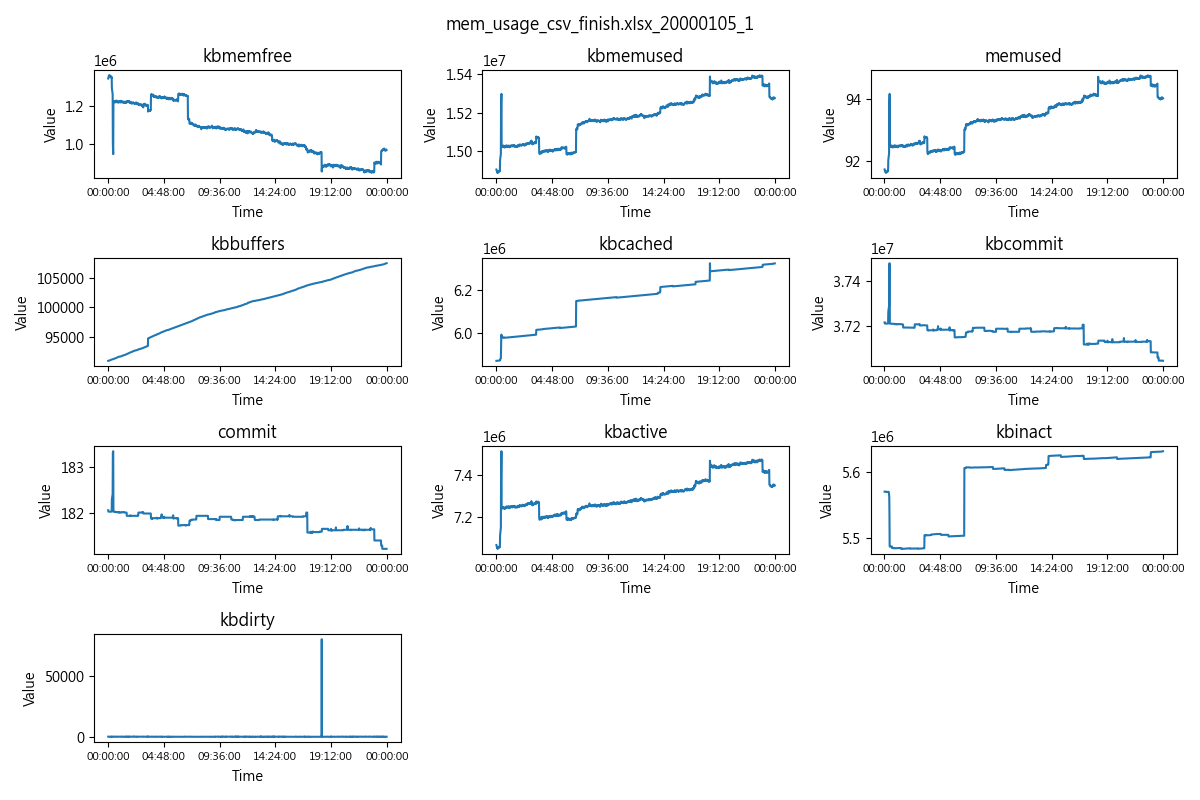 mem_usage_csv_finish.xlsx_20000105_1
kbmemfree
1e6
Value
1.2
1.0
00:00:00 04:48:00 09:36:00 14:24:00 19:12:00 00:00:00
Time
kbmemused
1e7
Value
1.54
1.52
1.50
00:00:00 04:48:00 09:36:00 14:24:00 19:12:00 00:00:00
Time
memused
Value
94
92
00:00:00 04:48:00 09:36:00 14:24:00 19:12:00 00:00:00
Time
kbbuffers
Value
105000
100000
95000
00:00:00 04:48:00 09:36:00 14:24:00 19:12:00 00:00:00
Time
kbcached
1e6
Value
6.2
6.0
00:00:00 04:48:00 09:36:00 14:24:00 19:12:00 00:00:00
Time
kbcommit
1e7
Value
3.74
3.72
00:00:00 04:48:00 09:36:00 14:24:00 19:12:00 00:00:00
Time
commit
Value
183
182
00:00:00 04:48:00 09:36:00 14:24:00 19:12:00 00:00:00
Time
kbactive
1e6
Value
7.4
7.2
00:00:00 04:48:00 09:36:00 14:24:00 19:12:00 00:00:00
Time
kbinact
1e6
Value
5.6
5.5
00:00:00 04:48:00 09:36:00 14:24:00 19:12:00 00:00:00
Time
kbdirty
Value
50000
0
00:00:00 04:48:00 09:36:00 14:24:00 19:12:00 00:00:00
Time